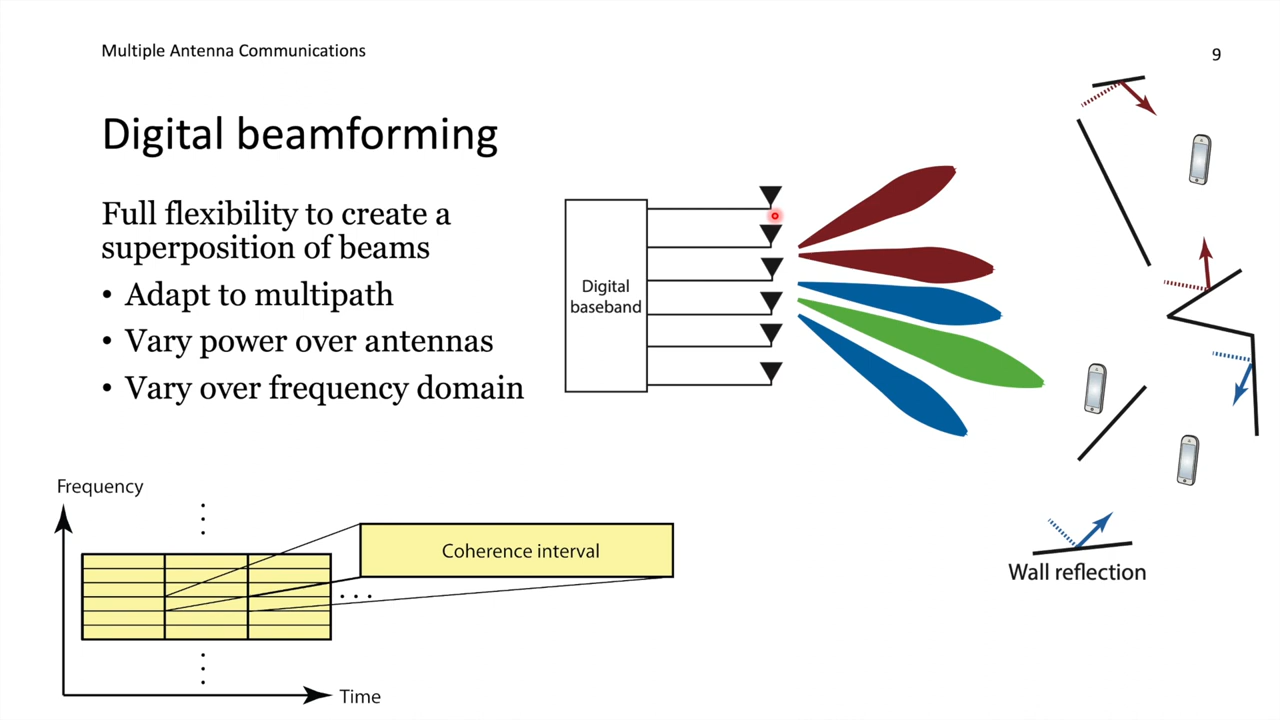 Multiple Antenna Communications
9
Digital beamforming
Full flexibility to create a
superposition of beams
• Adapt to multipath
• Vary power over antennas
• Vary over frequency domain
Digital
baseband
Wall reflection
Frequency
Coherence interval
Time